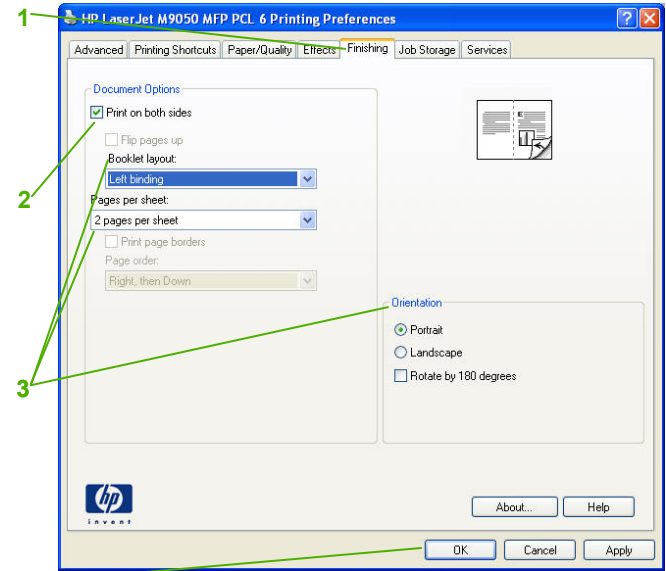 1
HP LaserJet M9050 MFP PCL 6 Printing Preferences
Advanced Printing Shortcuts Paper/Quality Effects Finishing Job Storage Services
Document Options
Print on both sides
Flip pages up
Booklet layout:
Left binding
2
Pages per sheet:
2 pages per sheet
Print page borders
Page order:
Right, then Down
Orientation
Portrait
Landscape
Rotate by 180 degrees
3
hp
invent
About... Help
OK Cancel Apply